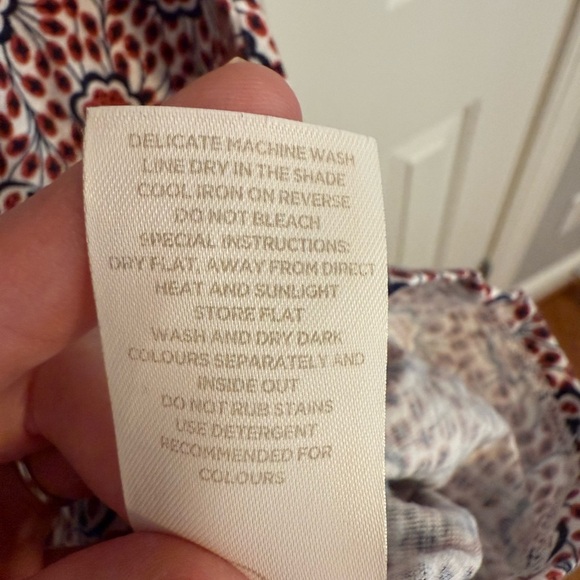 DELICATE MACHINE WASH
LINE DRY IN THE SHADE
COOL IRON ON REVERSE
DO NOT BLEACH
SPECIAL INSTRUCTIONS:
DRY FLAT, AWAY FROM DIRECT
HEAT AND SUNLIGHT
STORE FLAT
WASH AND DRY DARK
COLOURS SEPARATELY AND
INSIDE OUT
DO NOT RUB STAINS
USE DETERGENT
RECOMMENDED FOR
COLOURS